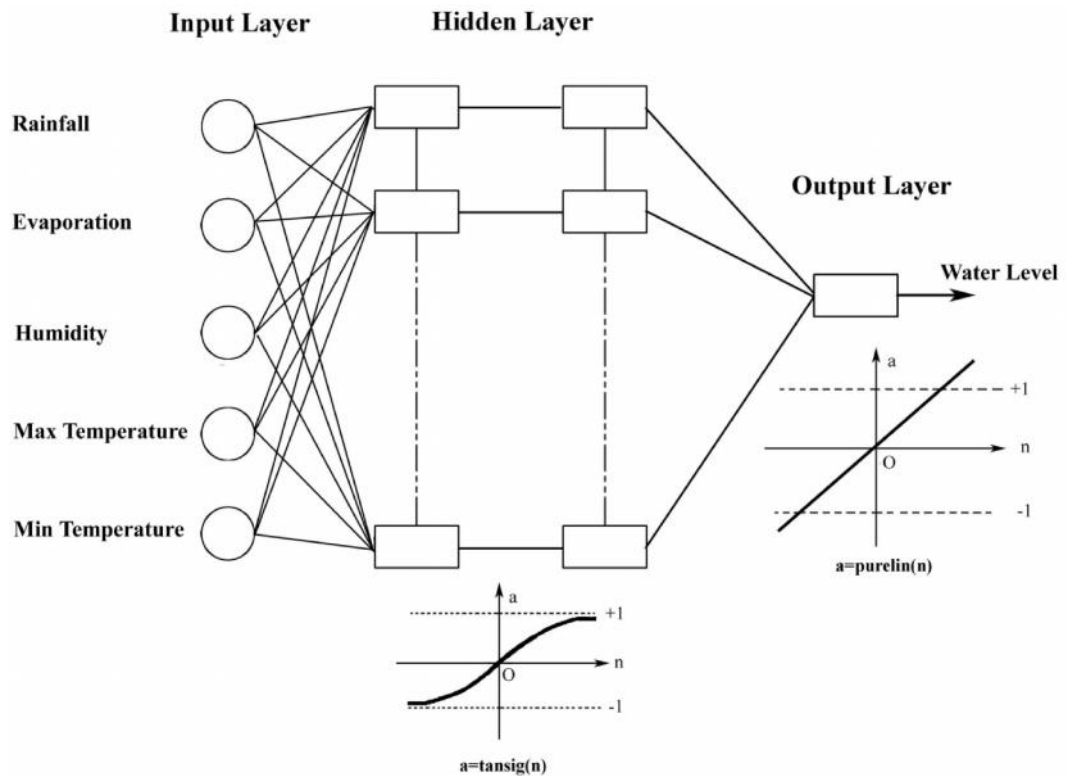 Input Layer
Hidden Layer
Rainfall
Evaporation
Humidity
Max Temperature
Min Temperature
Output Layer
Water Level
a
+1
n
O
-1
a=purelin(n)
a
+1
n
O
-1
a=tansig(n)